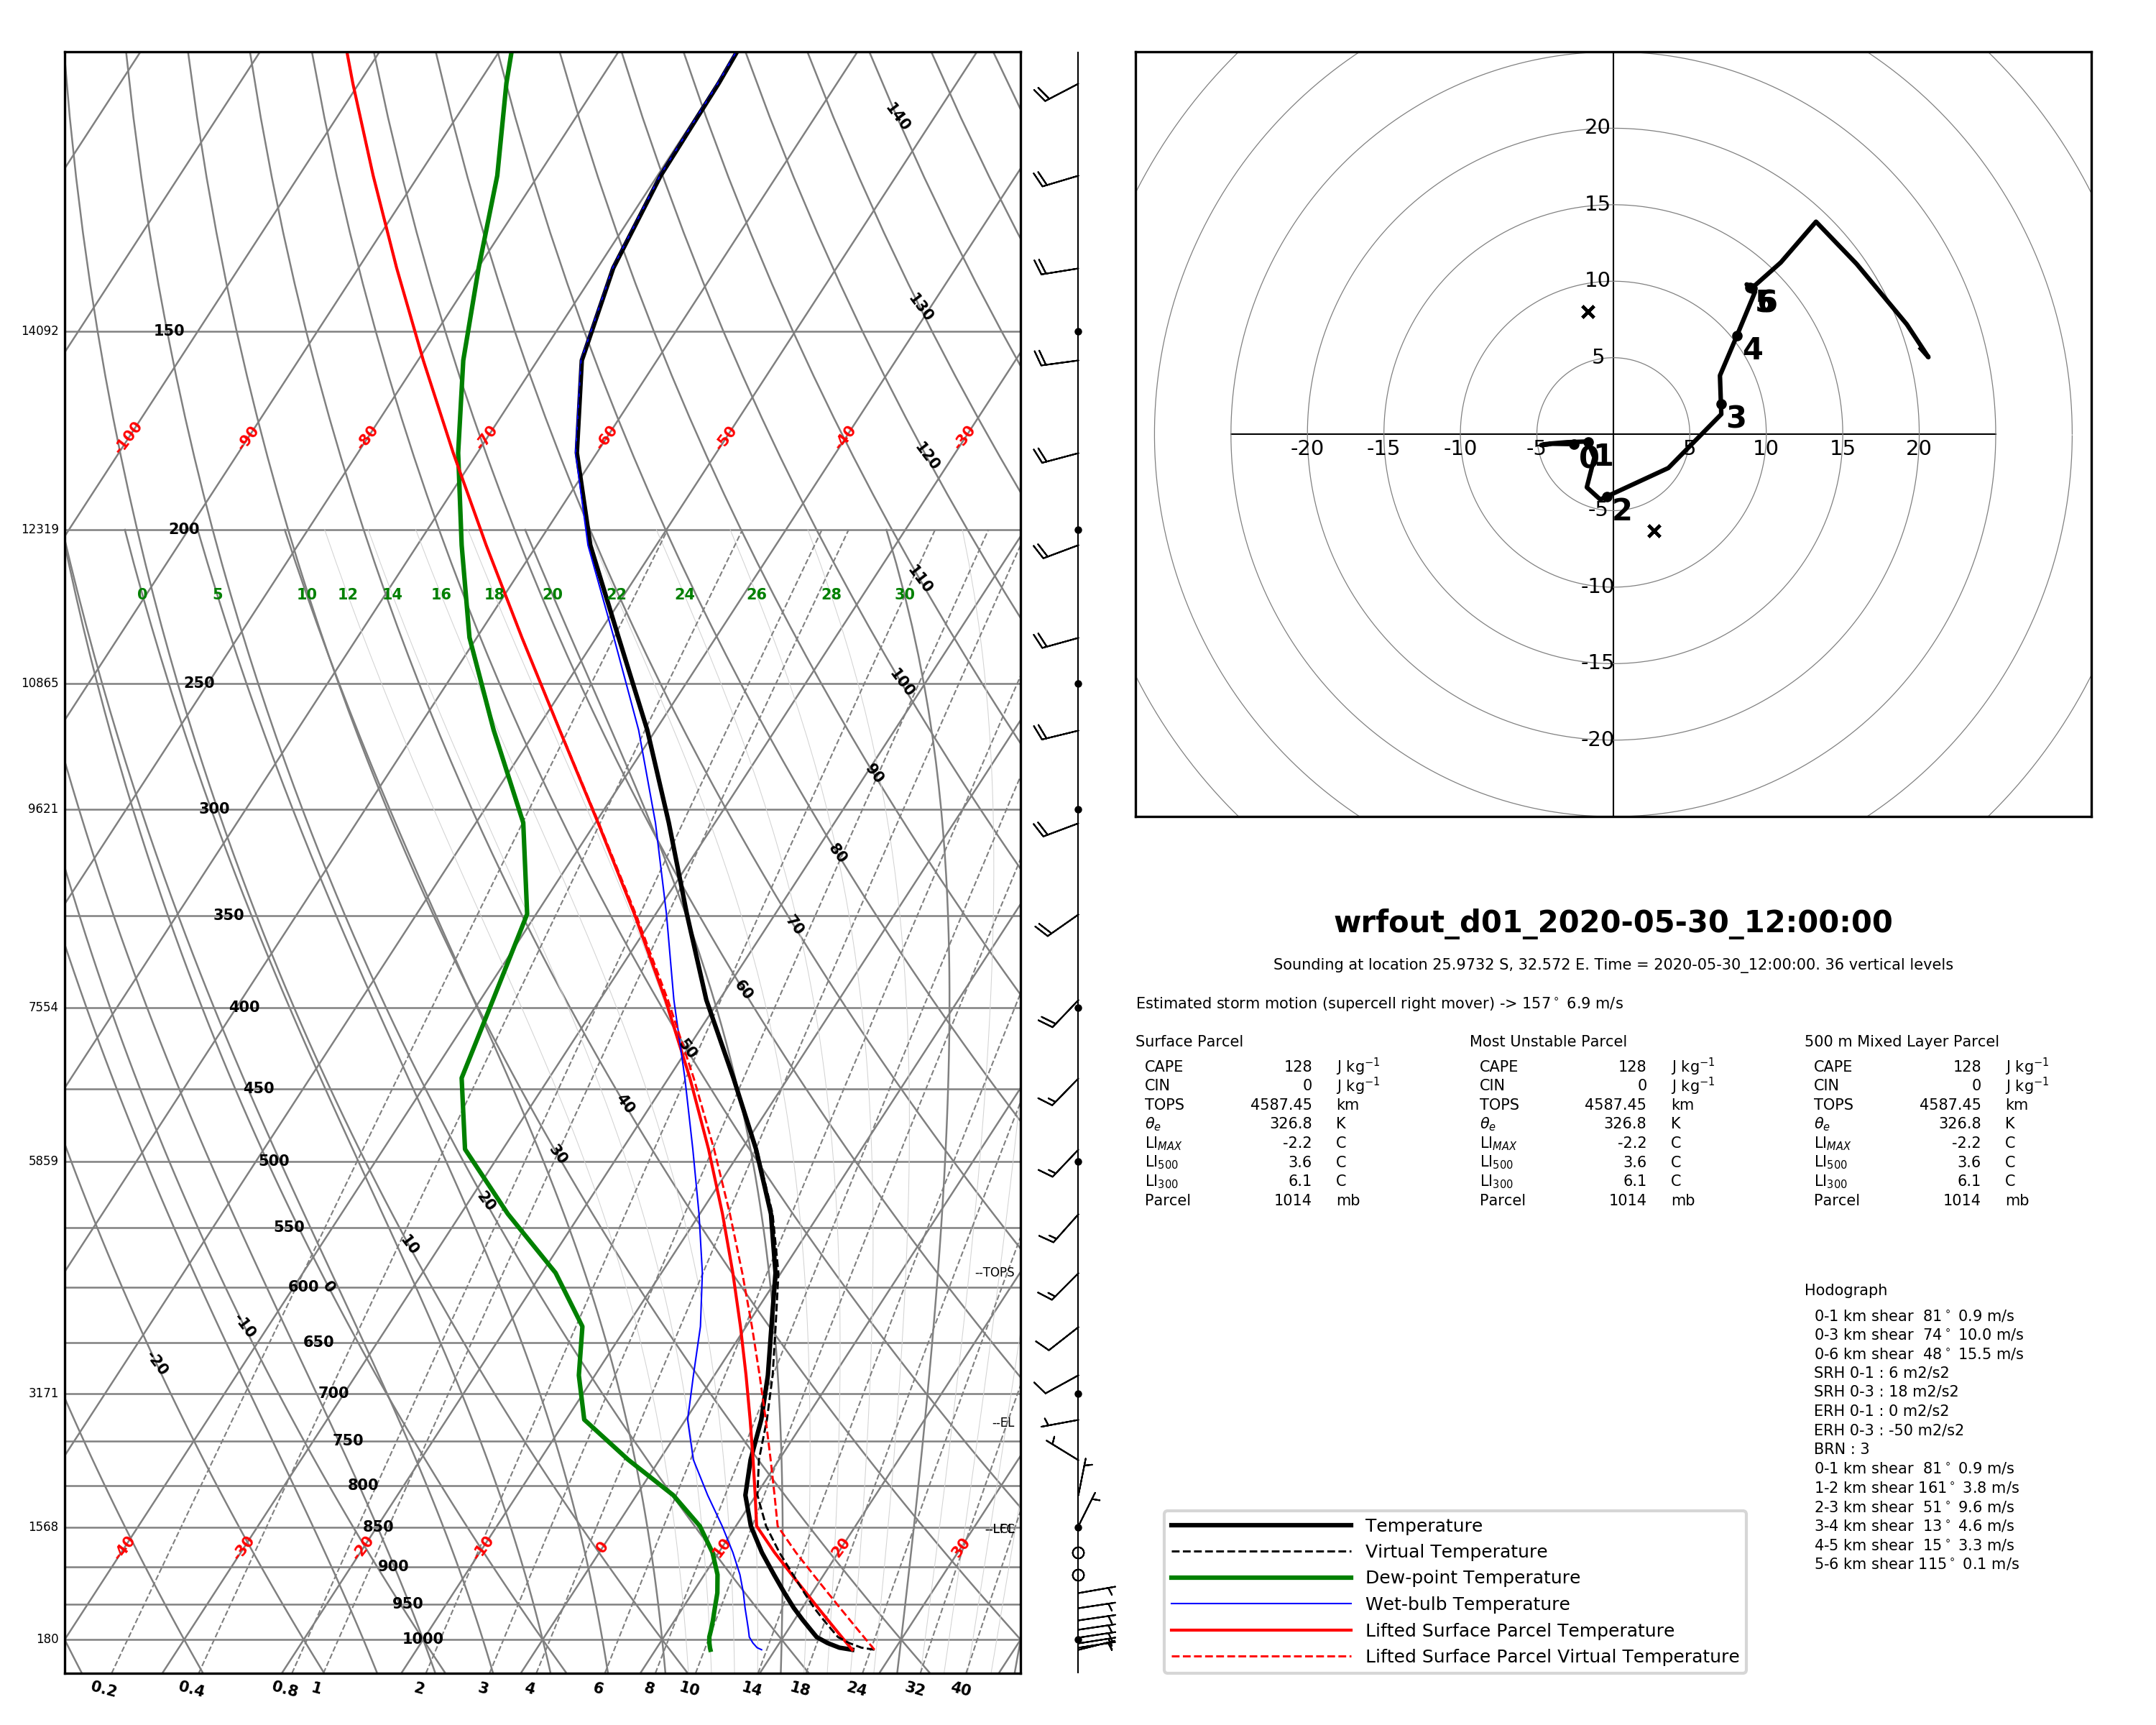 140
130
14092 150
-100 -90 -80 -70 -60 -50 -40 -30
120
12319 200
110
0 5 10 12 14 16 18 20 22 24 26 28 30
100
10865 250
90
9621 300
80
350
70
60
7554 400
50
450
40
5859 500
30
20
550
10
--TOPS
600 0
-10
650
-20
3171 700
--EL
750
800
1568 850
-40 -30 -20 -10 0 10 20 30
900
950
180 1000
0.2 0.4 0.8 1 2 3 4 6 8 10 14 18 24 32 40
20
15
10
5
-20 -15 -10 -5 5 10 15 20
-5
-10
-15
-20
0 1 2 3 4 5 6
wrfout_d01_2020-05-30_12:00:00
Sounding at location 25.9732 S, 32.572 E. Time = 2020-05-30_12:00:00. 36 vertical levels
Estimated storm motion (supercell right mover) -> 157° 6.9 m/s
Surface Parcel
CAPE 128 J kg⁻¹
CIN 0 J kg⁻¹
TOPS 4587.45 km
θₑ 326.8 K
LI_MAX -2.2 C
LI₅₀₀ 3.6 C
LI₃₀₀ 6.1 C
Parcel 1014 mb
Most Unstable Parcel
CAPE 128 J kg⁻¹
CIN 0 J kg⁻¹
TOPS 4587.45 km
θₑ 326.8 K
LI_MAX -2.2 C
LI₅₀₀ 3.6 C
LI₃₀₀ 6.1 C
Parcel 1014 mb
500 m Mixed Layer Parcel
CAPE 128 J kg⁻¹
CIN 0 J kg⁻¹
TOPS 4587.45 km
θₑ 326.8 K
LI_MAX -2.2 C
LI₅₀₀ 3.6 C
LI₃₀₀ 6.1 C
Parcel 1014 mb
Hodograph
0-1 km shear 81° 0.9 m/s
0-3 km shear 74° 10.0 m/s
0-6 km shear 48° 15.5 m/s
SRH 0-1 : 6 m2/s2
SRH 0-3 : 18 m2/s2
ERH 0-1 : 0 m2/s2
ERH 0-3 : -50 m2/s2
BRN : 3
0-1 km shear 81° 0.9 m/s
1-2 km shear 161° 3.8 m/s
2-3 km shear 51° 9.6 m/s
3-4 km shear 13° 4.6 m/s
4-5 km shear 15° 3.3 m/s
5-6 km shear 115° 0.1 m/s
Temperature
Virtual Temperature
Dew-point Temperature
Wet-bulb Temperature
Lifted Surface Parcel Temperature
Lifted Surface Parcel Virtual Temperature